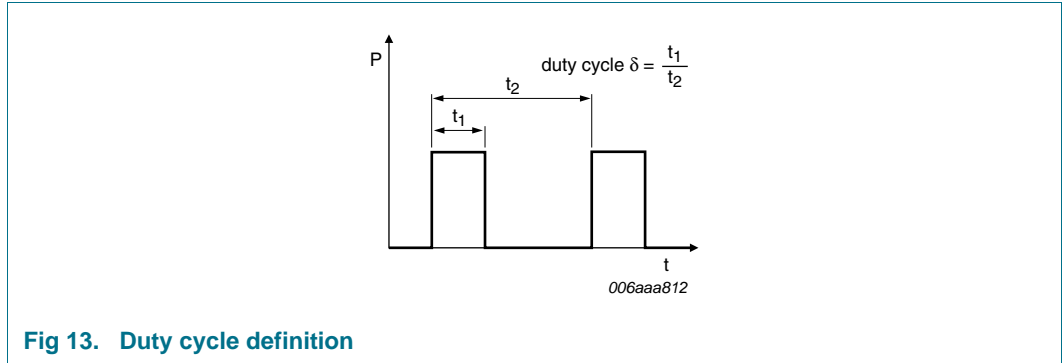 P
duty cycle δ = t1
t2
t2
t1
t
006aaa812
Fig 13. Duty cycle definition